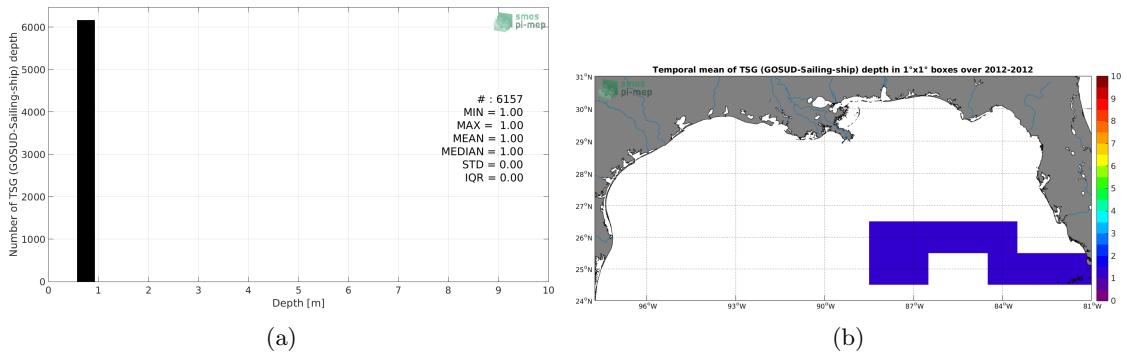 smos
pi-mep
Number of TSG (GOSUD-Sailing-ship) depth
6000
5000
4000
3000
2000
1000
0
# : 6157
MIN = 1.00
MAX = 1.00
MEAN = 1.00
MEDIAN = 1.00
STD = 0.00
IQR = 0.00
0 1 2 3 4 5 6 7 8 9 10
Depth [m]
(a)
Temporal mean of TSG (GOSUD-Sailing-ship) depth in 1°x1° boxes over 2012-2012
smos
pi-mep
31°N
30°N
29°N
28°N
27°N
26°N
25°N
24°N
96°W 93°W 90°W 87°W 84°W 81°W
10
9
8
7
6
5
4
3
2
1
0
(b)